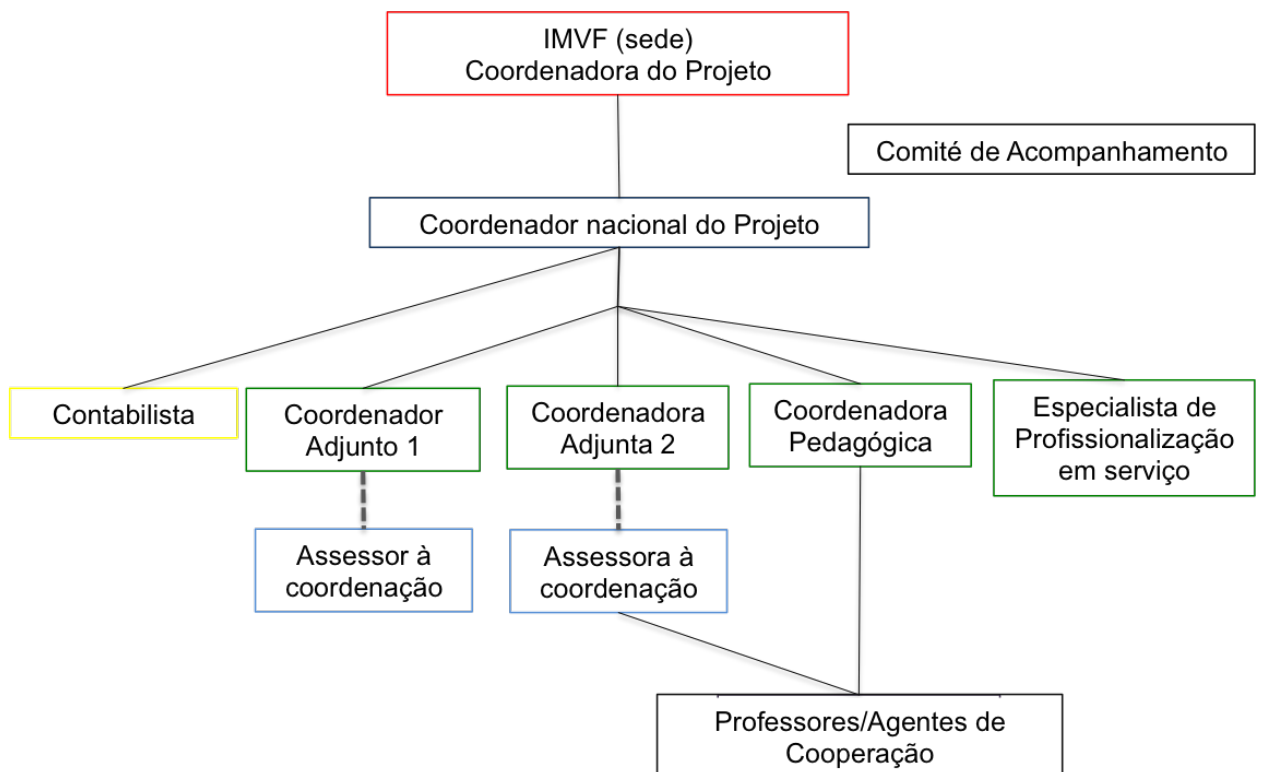 IMVF (sede)
Coordenadora do Projeto
Comité de Acompanhamento
Coordenador nacional do Projeto
Contabilista
Coordenador
Adjunto 1
Coordenadora
Adjunta 2
Coordenadora
Pedagógica
Especialista de
Profissionalização
em serviço
Assessor à
coordenação
Assessora à
coordenação
Professores/Agentes de
Cooperação